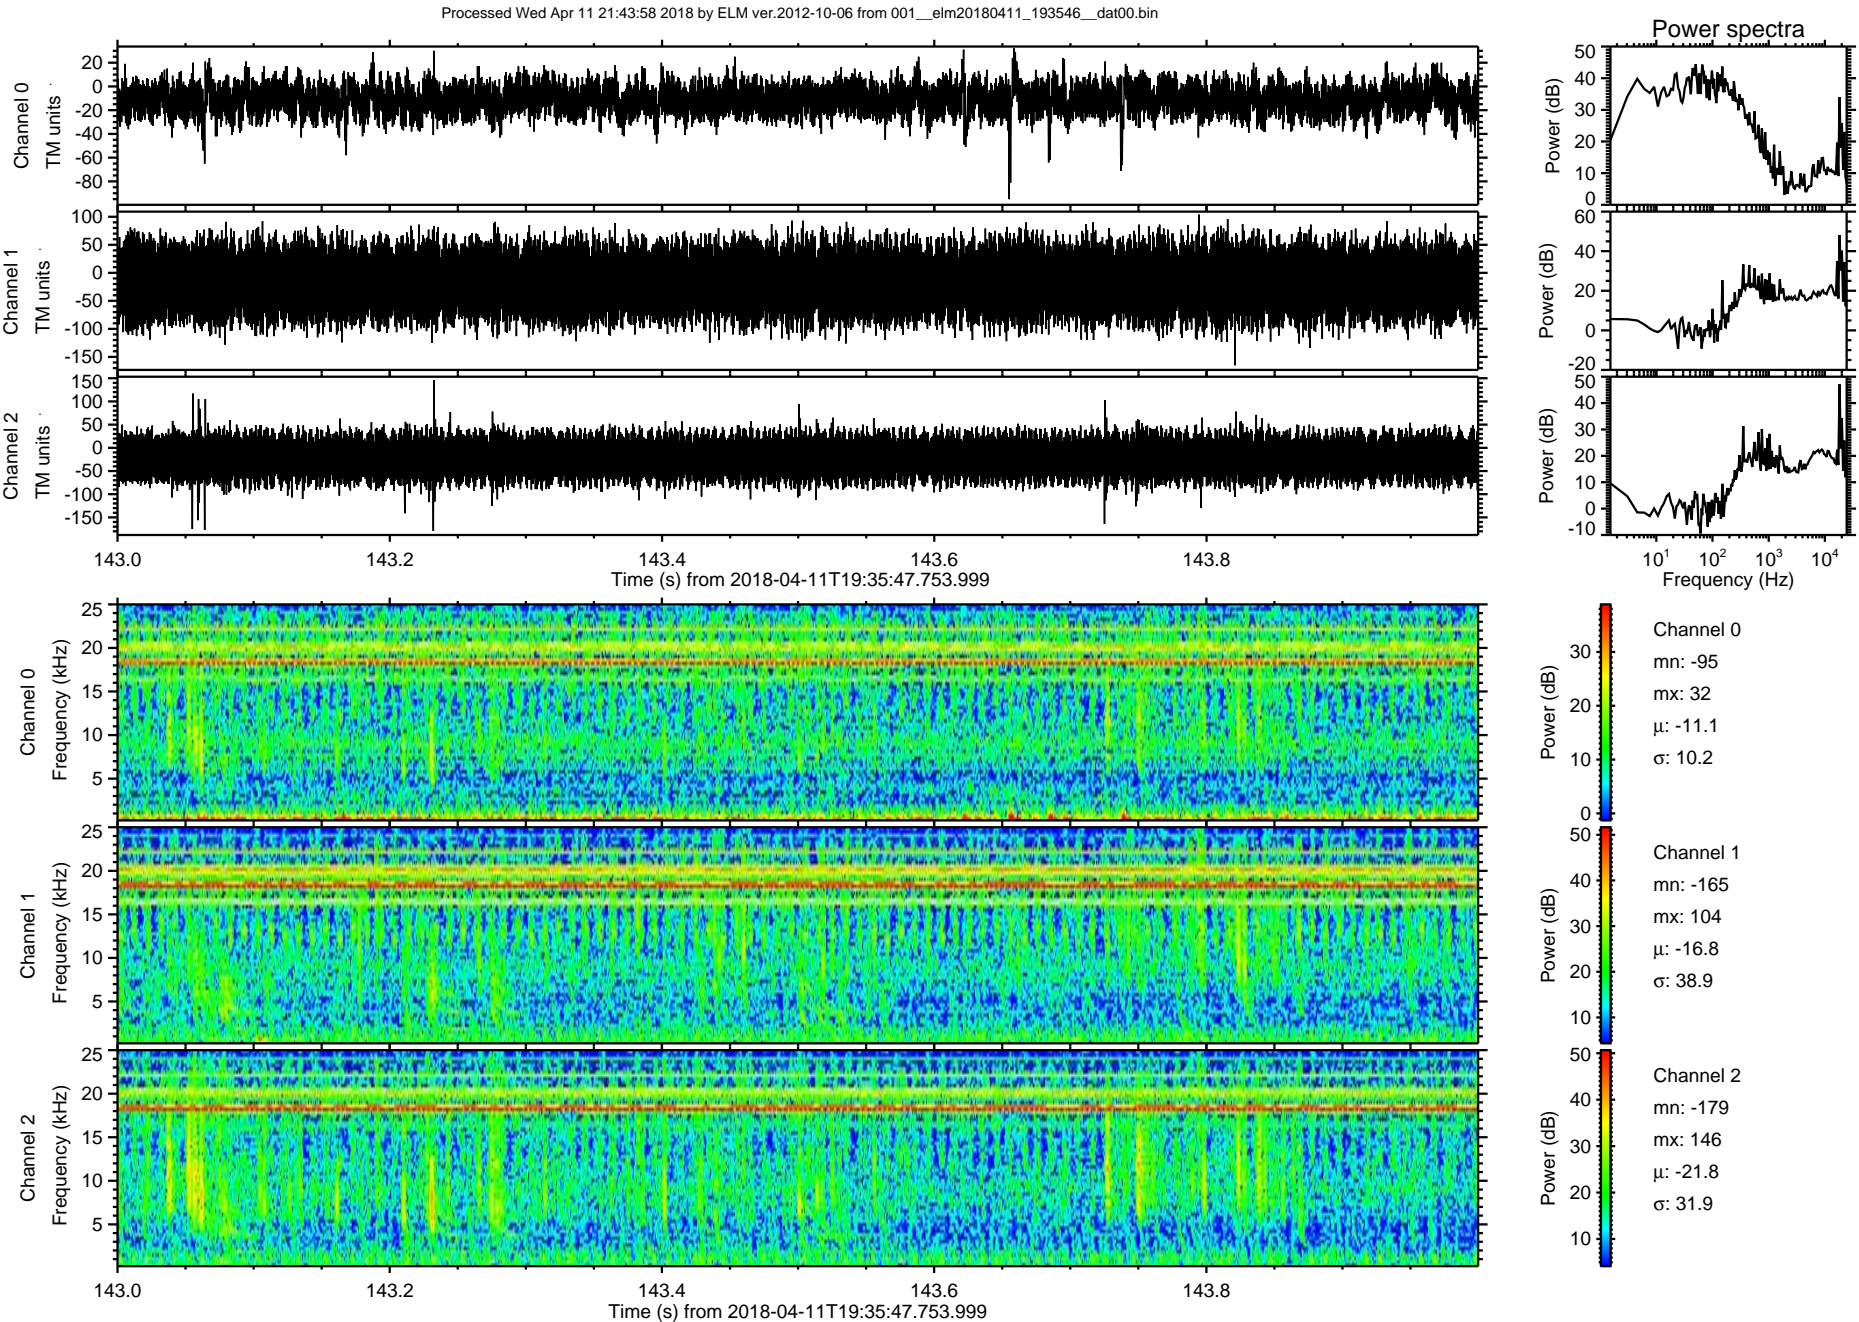 Processed Wed Apr 11 21:43:58 2018 by ELM ver.2012-10-06 from 001__elm20180411_193546__dat00.bin
Power spectra
Channel 0
TM units
20
0
-20
-40
-60
-80
Power (dB)
50
40
30
20
10
0
Channel 1
TM units
100
50
0
-50
-100
-150
Power (dB)
60
40
20
0
-20
Channel 2
TM units
150
100
50
0
-50
-100
-150
Power (dB)
50
40
30
20
10
0
-10
143.0 143.2 143.4 143.6 143.8
Time (s) from 2018-04-11T19:35:47.753.999
10¹ 10² 10³ 10⁴
Frequency (Hz)
Channel 0
Frequency (kHz)
25
20
15
10
5
Power (dB)
30
20
10
0
Channel 0
mn: -95
mx: 32
μ: -11.1
σ: 10.2
Channel 1
Frequency (kHz)
25
20
15
10
5
Power (dB)
50
40
30
20
10
Channel 1
mn: -165
mx: 104
μ: -16.8
σ: 38.9
Channel 2
Frequency (kHz)
25
20
15
10
5
Power (dB)
50
40
30
20
10
Channel 2
mn: -179
mx: 146
μ: -21.8
σ: 31.9
143.0 143.2 143.4 143.6 143.8
Time (s) from 2018-04-11T19:35:47.753.999